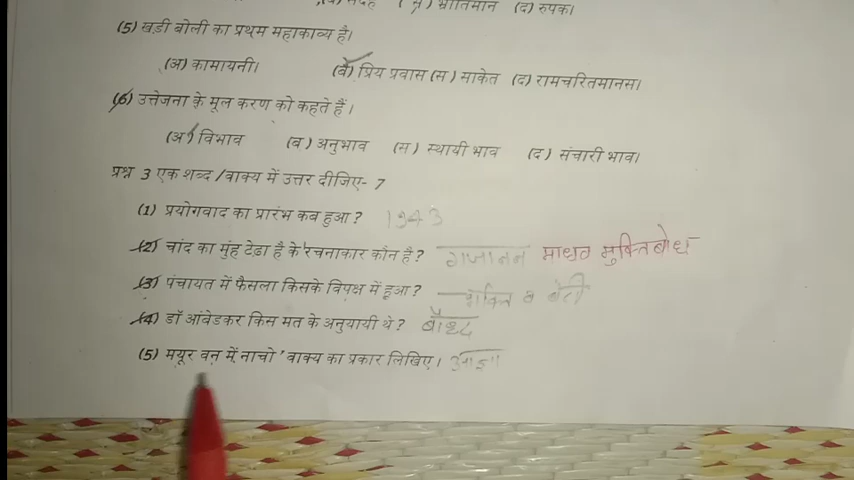 संदेह (स) भ्रांतिमान (द) रुपक।
(5) खड़ी बोली का प्रथम महाकाव्य है।
(अ) कामायनी। (ब) प्रिय प्रवास (स) साकेत (द) रामचरितमानस।
(6) उत्तेजना के मूल करण को कहते हैं।
(अ) विभाव (ब) अनुभाव (स) स्थायी भाव (द) संचारी भाव।
प्रश्न 3 एक शब्द /वाक्य में उत्तर दीजिए- 7
(1) प्रयोगवाद का प्रारंभ कब हुआ? 1943
(2) चांद का मुंह टेढ़ा है के रचनाकार कौन है? गजानन माधव मुक्तिबोध
(3) पंचायत में फैसला किसके विपक्ष में हुआ? व बेटी
(4) डॉ आंबेडकर किस मत के अनुयायी थे? बौध्द
(5) मयूर वन में नाचो' वाक्य का प्रकार लिखिए। आज्ञा